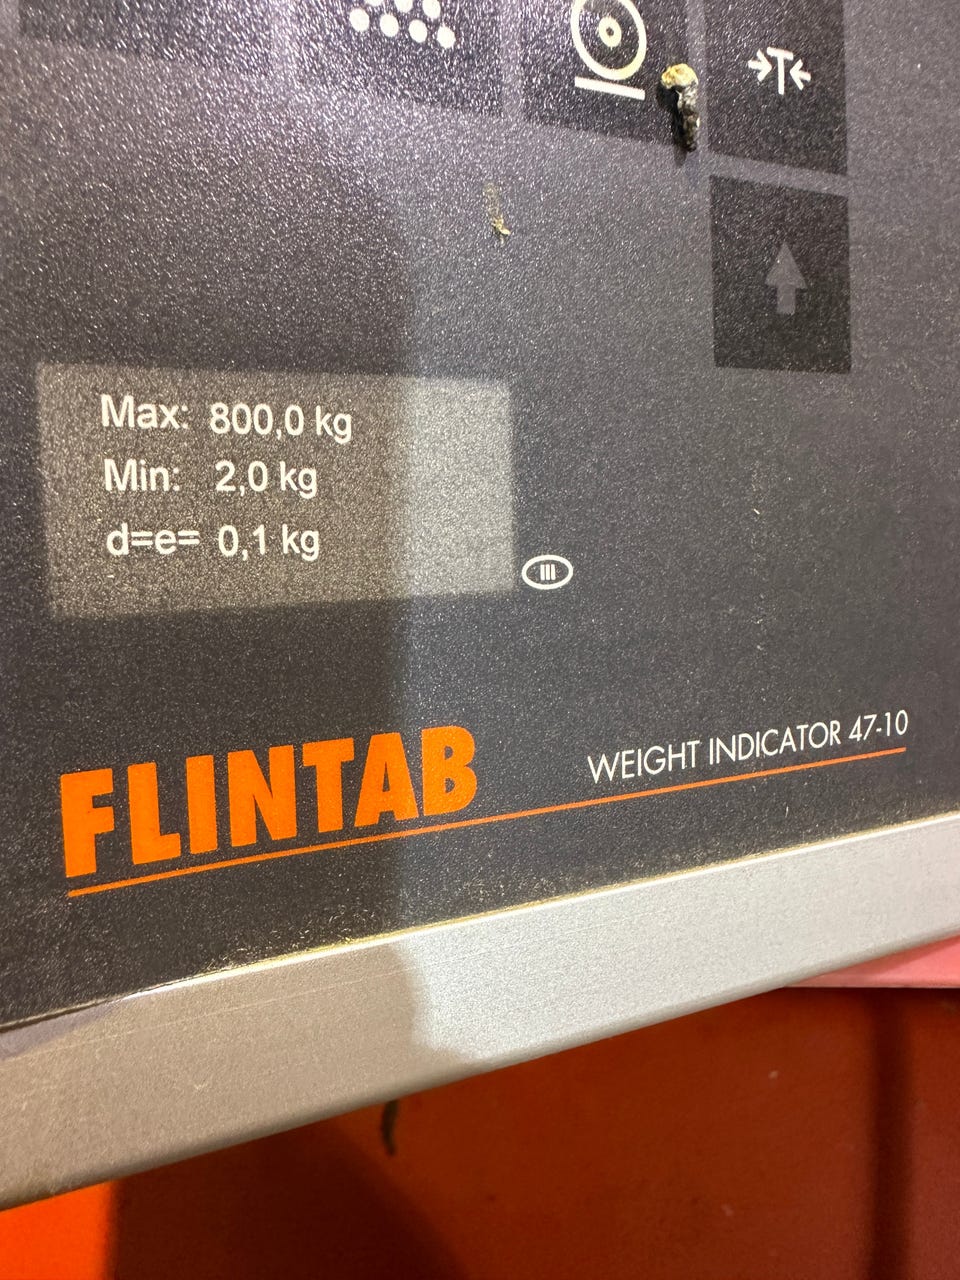 T
Max: 800,0 kg
Min: 2,0 kg
d=e= 0,1 kg
III
FLINTAB
WEIGHT INDICATOR 47-10